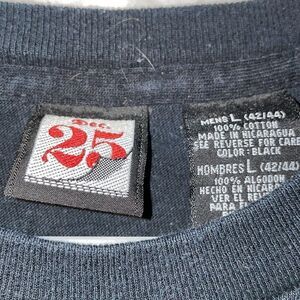 Dec.
25
MENS L (42/44)
100% COTTON
MADE IN NICARAGUA
SEE REVERSE FOR CARE
COLOR: BLACK
HOMBRES L (42/44)
100% ALGODON
HECHO EN
PARA